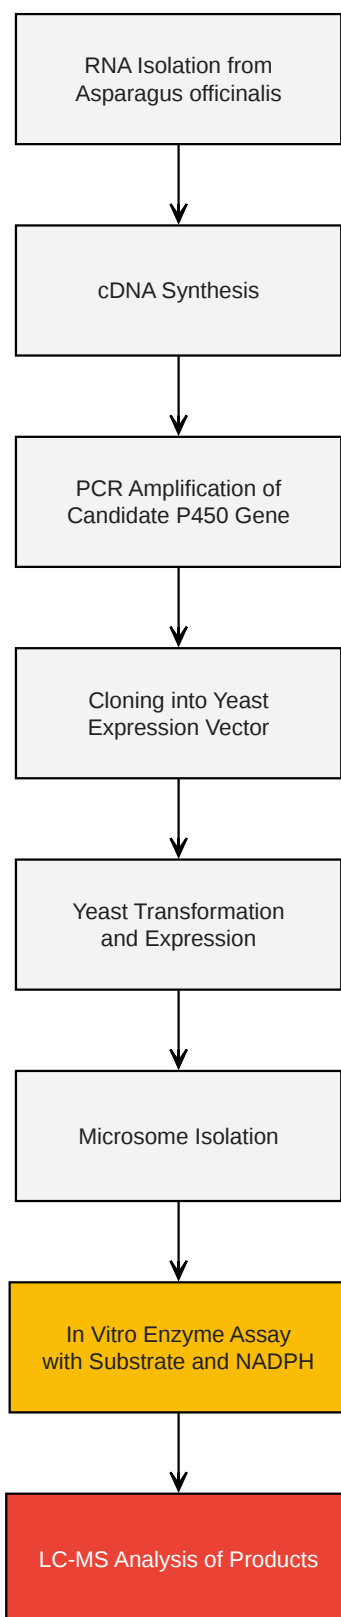 RNA Isolation from
Asparagus officinalis
cDNA Synthesis
PCR Amplification of
Candidate P450 Gene
Cloning into Yeast
Expression Vector
Yeast Transformation
and Expression
Microsome Isolation
In Vitro Enzyme Assay
with Substrate and NADPH
LC-MS Analysis of Products